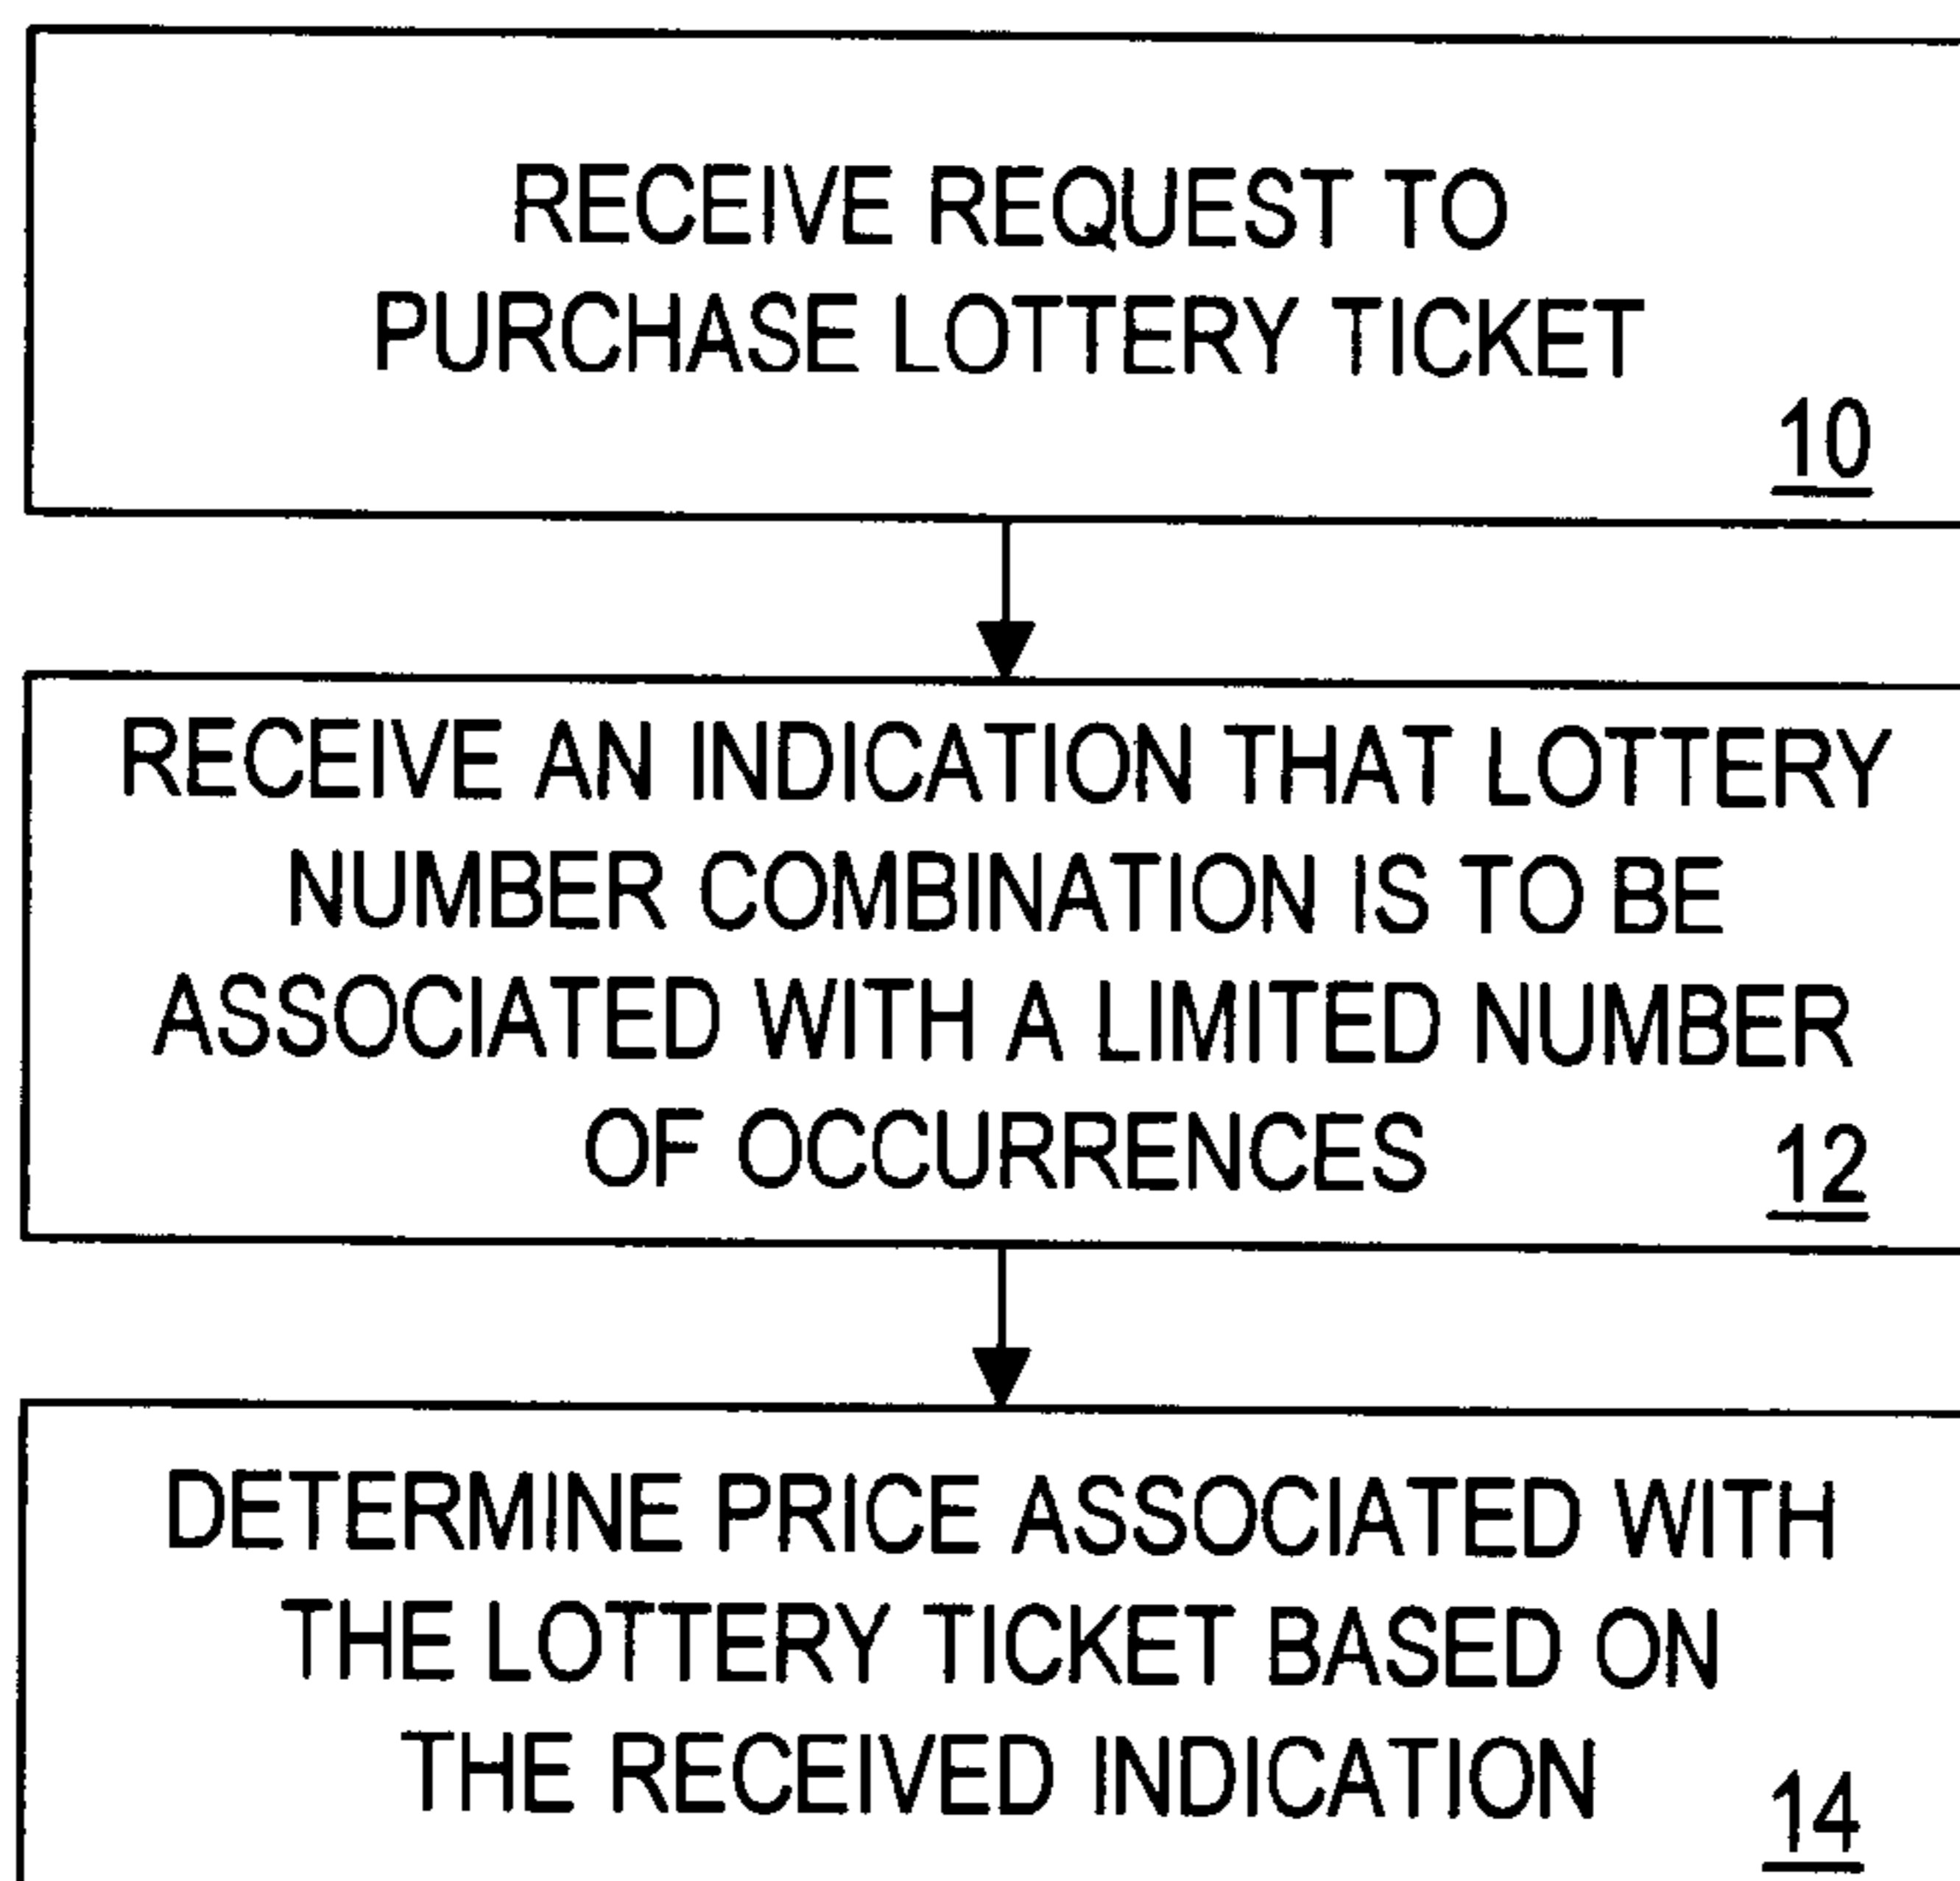 RECEIVE REQUEST TO
PURCHASE LOTTERY TICKET
10
RECEIVE AN INDICATION THAT LOTTERY
NUMBER COMBINATION IS TO BE
ASSOCIATED WITH A LIMITED NUMBER
OF OCCURRENCES
12
DETERMINE PRICE ASSOCIATED WITH
THE LOTTERY TICKET BASED ON
THE RECEIVED INDICATION
14